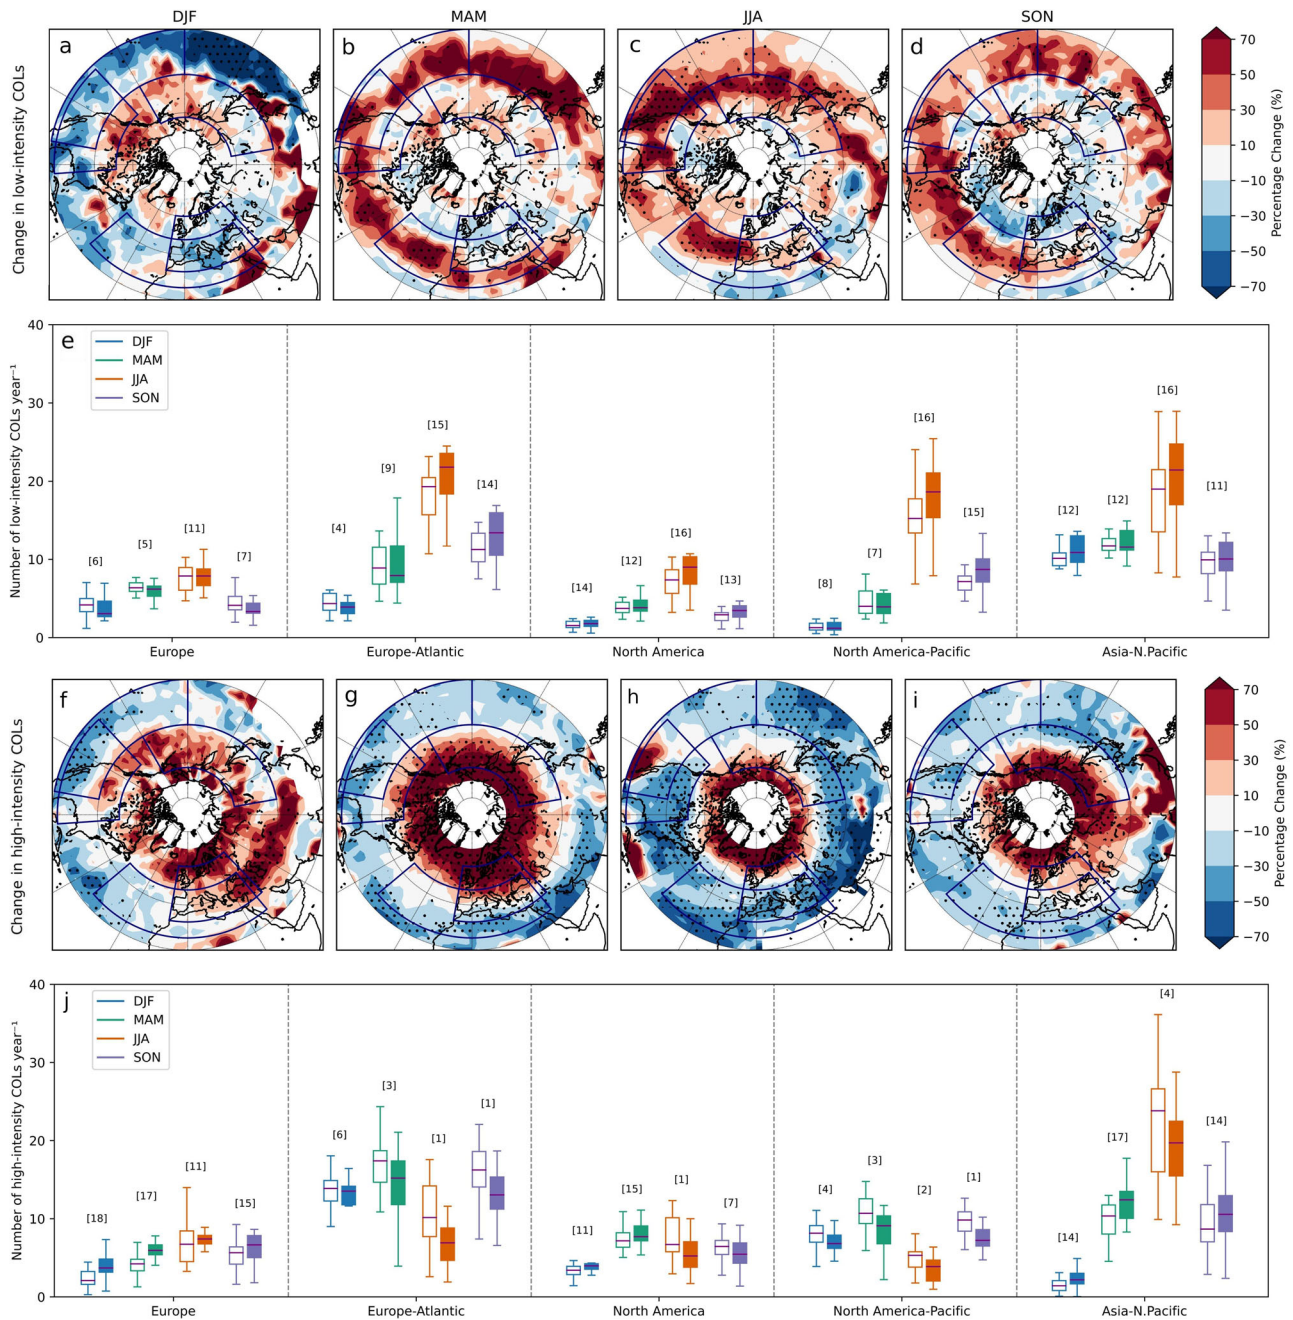 DJF
MAM
JJA
SON
Change in low-intensity COLs
a
b
c
d
70
50
30
10
−10
−30
−50
−70
Percentage Change (%)
e
DJF
MAM
JJA
SON
Number of low-intensity COLs year⁻¹
40
30
20
10
0
[6]
[5]
[11]
[7]
[4]
[9]
[15]
[14]
[14]
[12]
[16]
[13]
[8]
[7]
[16]
[15]
[12]
[12]
[16]
[11]
Europe
Europe-Atlantic
North America
North America-Pacific
Asia-N.Pacific
Change in high-intensity COLs
f
g
h
i
70
50
30
10
−10
−30
−50
−70
Percentage Change (%)
j
DJF
MAM
JJA
SON
Number of high-intensity COLs year⁻¹
40
30
20
10
0
[18]
[17]
[11]
[15]
[6]
[3]
[1]
[1]
[11]
[15]
[1]
[7]
[4]
[3]
[2]
[1]
[14]
[17]
[4]
[14]
Europe
Europe-Atlantic
North America
North America-Pacific
Asia-N.Pacific